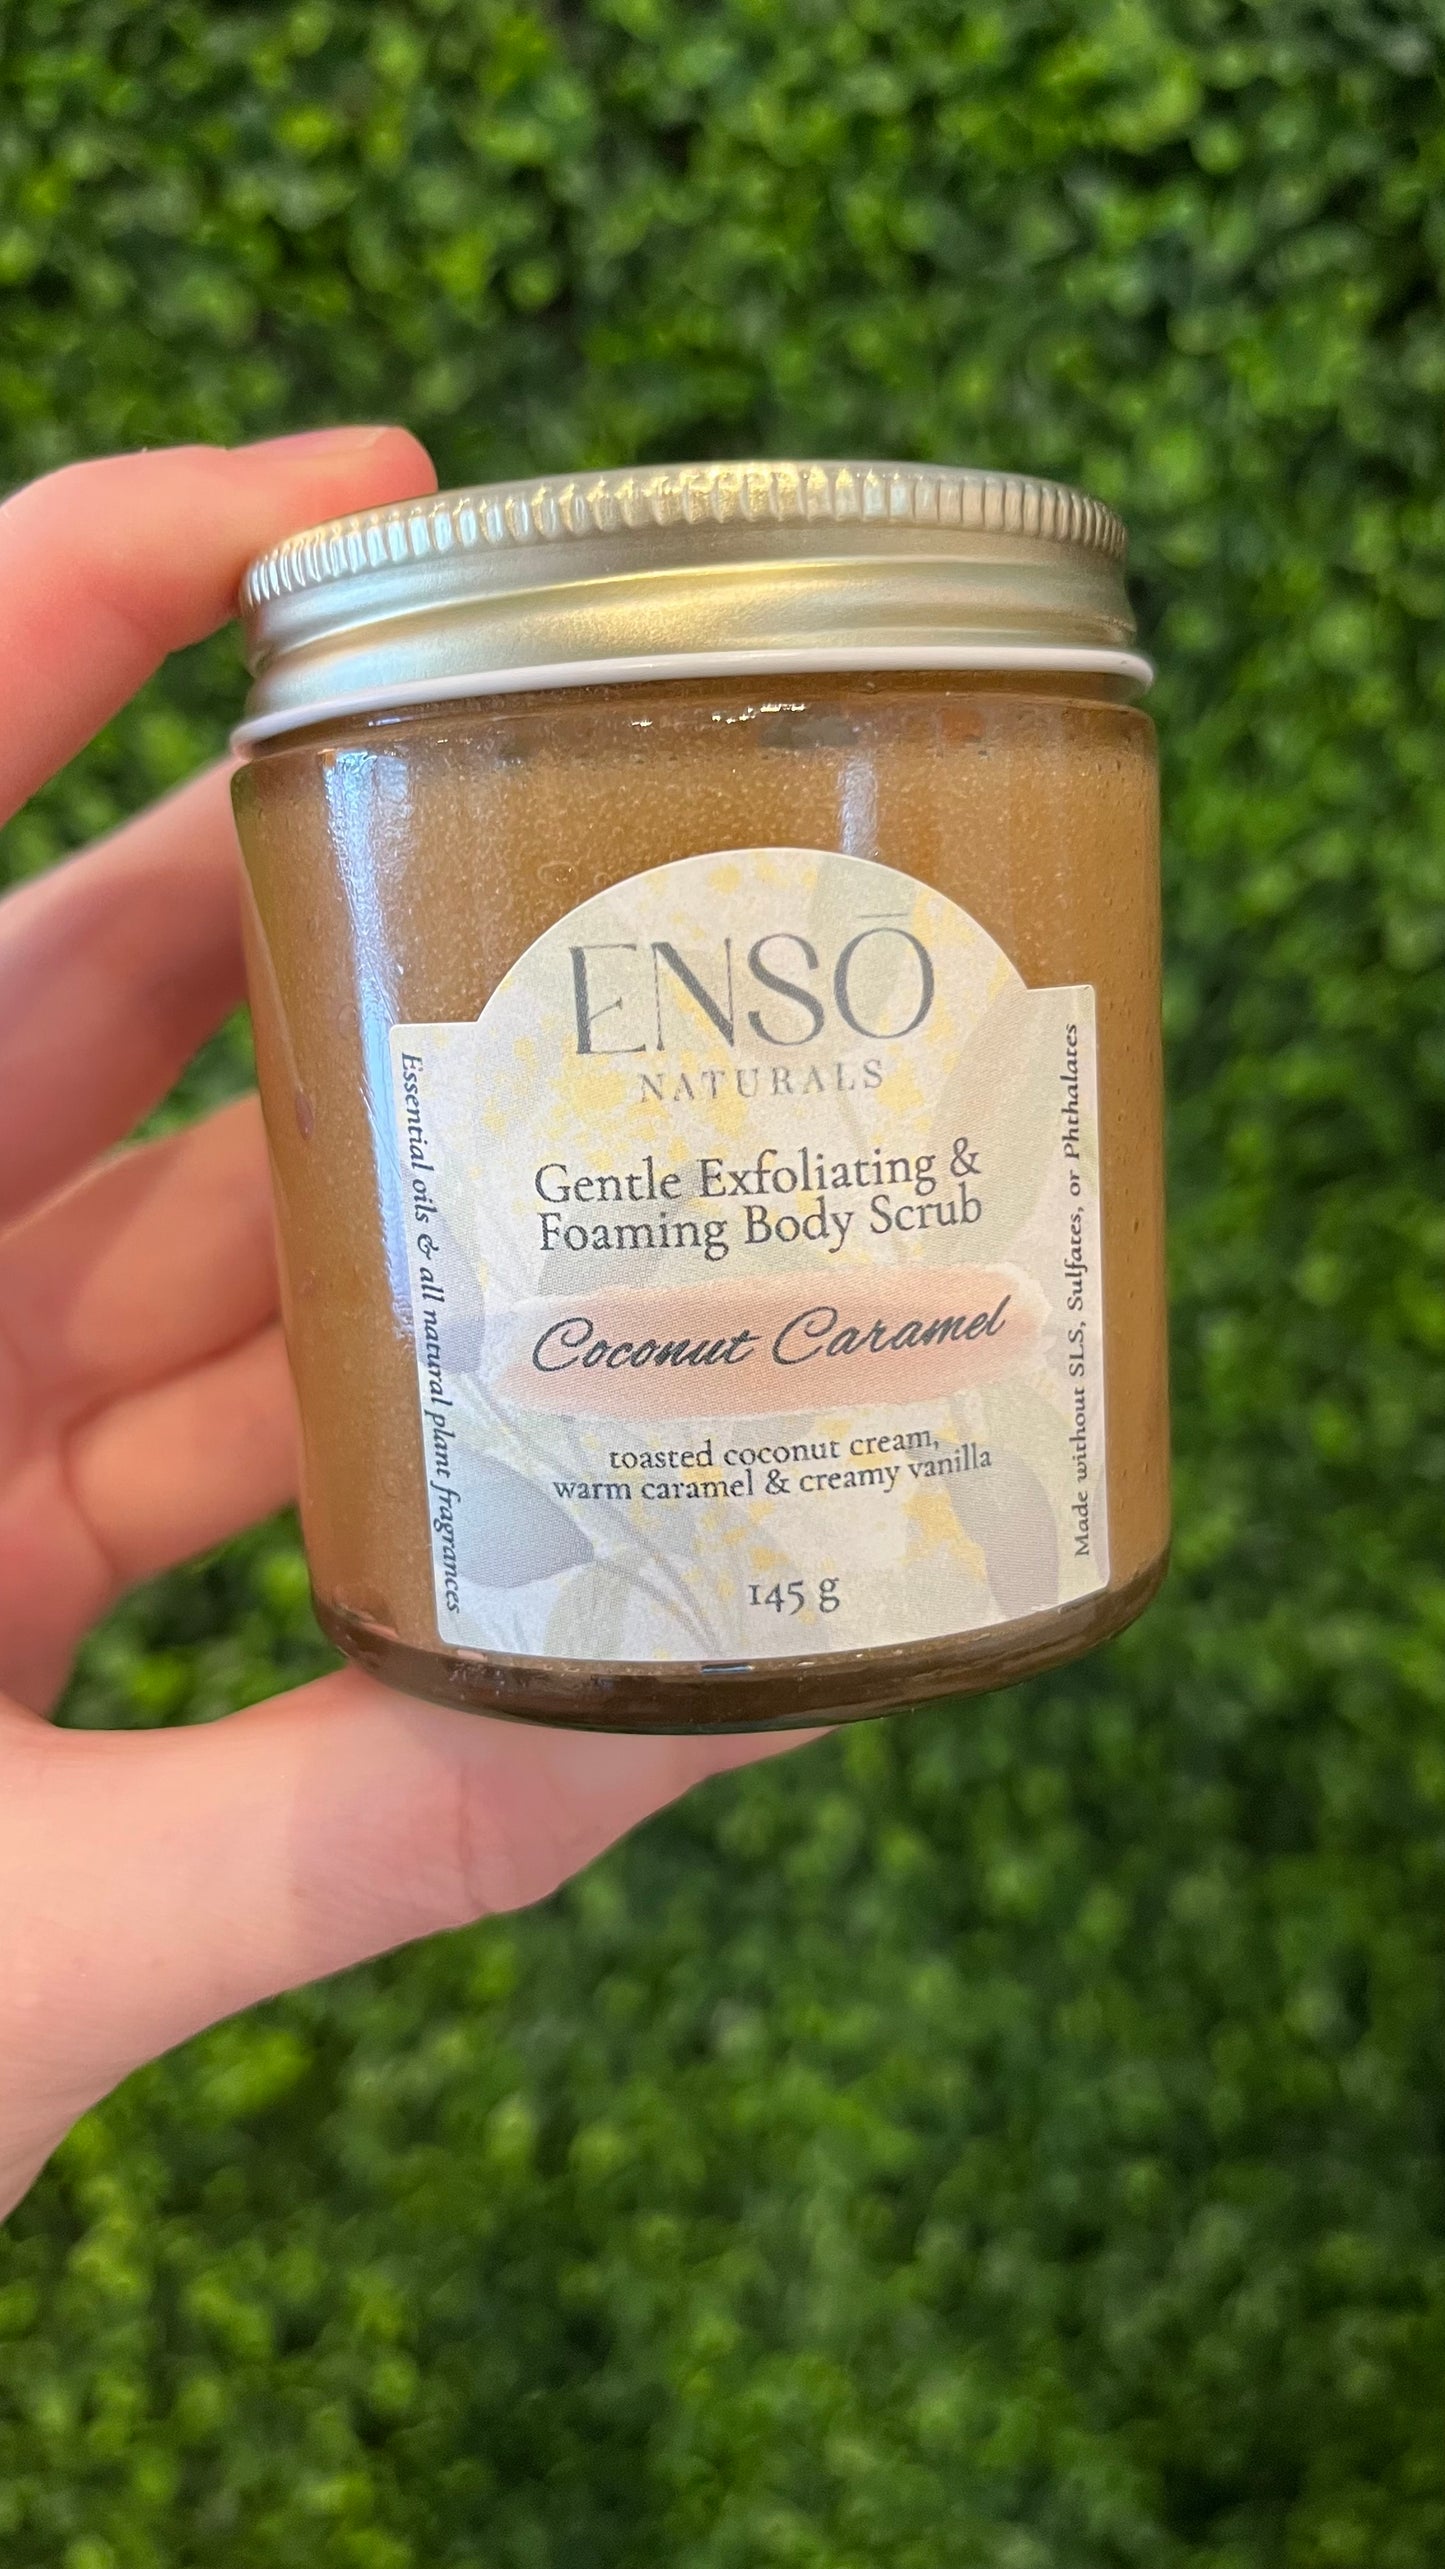 ENSŌ
NATURALS
Gentle Exfoliating &
Foaming Body Scrub
Coconut Caramel
toasted coconut cream,
warm caramel & creamy vanilla
145 g
Essential oils & all natural plant fragrances
Made without SLS, Sulfates, or Phthalates